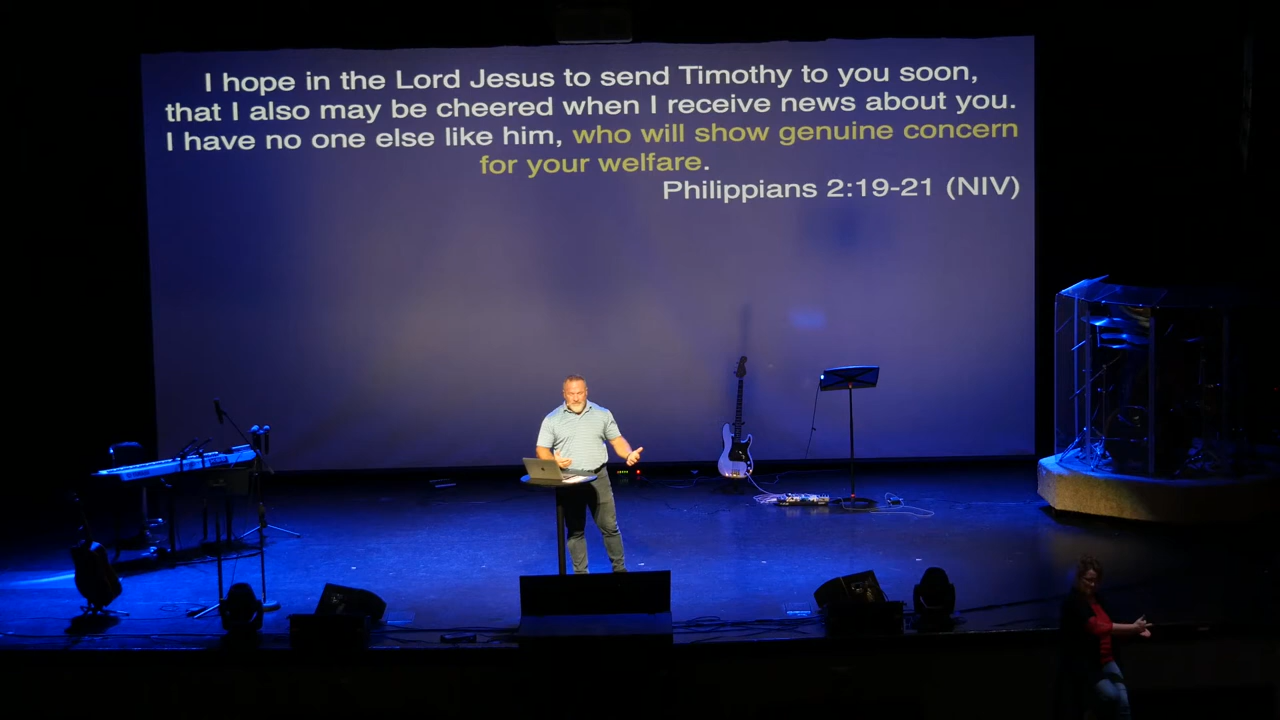 I hope in the Lord Jesus to send Timothy to you soon,
that I also may be cheered when I receive news about you.
I have no one else like him, who will show genuine concern
for your welfare.
Philippians 2:19-21 (NIV)